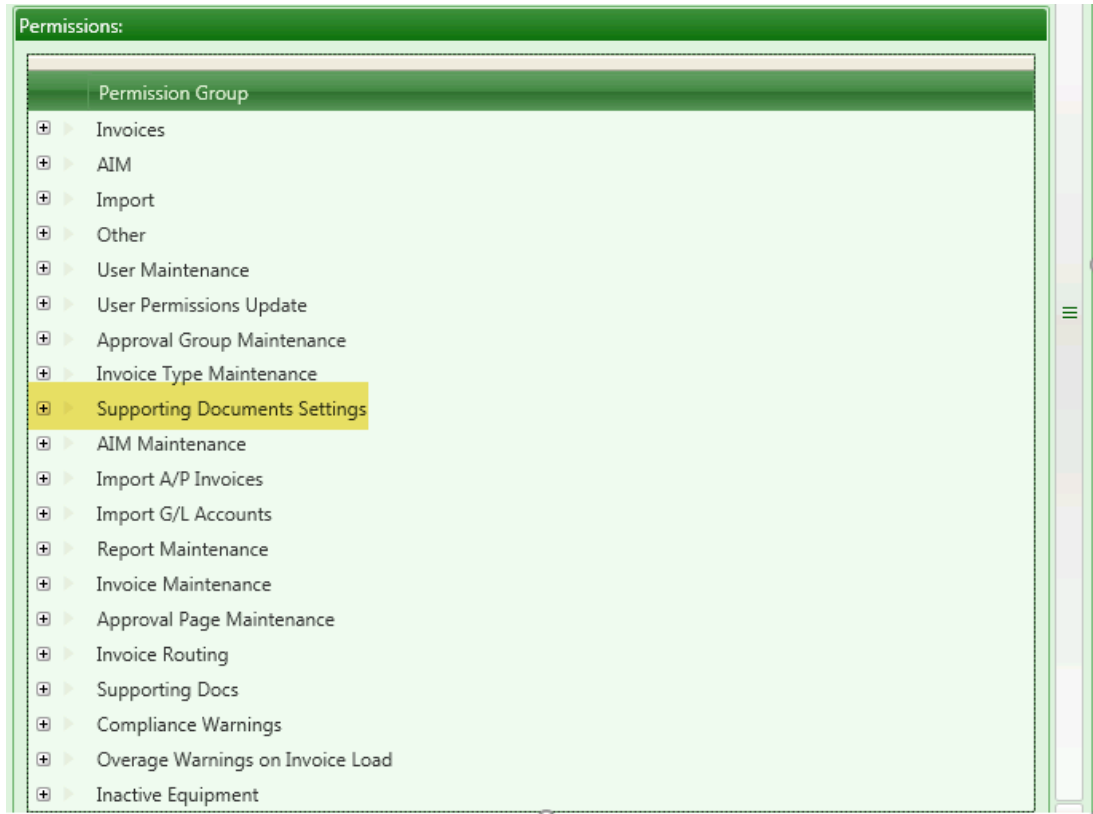 Permissions:
Permission Group
Invoices
AIM
Import
Other
User Maintenance
User Permissions Update
Approval Group Maintenance
Invoice Type Maintenance
Supporting Documents Settings
AIM Maintenance
Import A/P Invoices
Import G/L Accounts
Report Maintenance
Invoice Maintenance
Approval Page Maintenance
Invoice Routing
Supporting Docs
Compliance Warnings
Overage Warnings on Invoice Load
Inactive Equipment